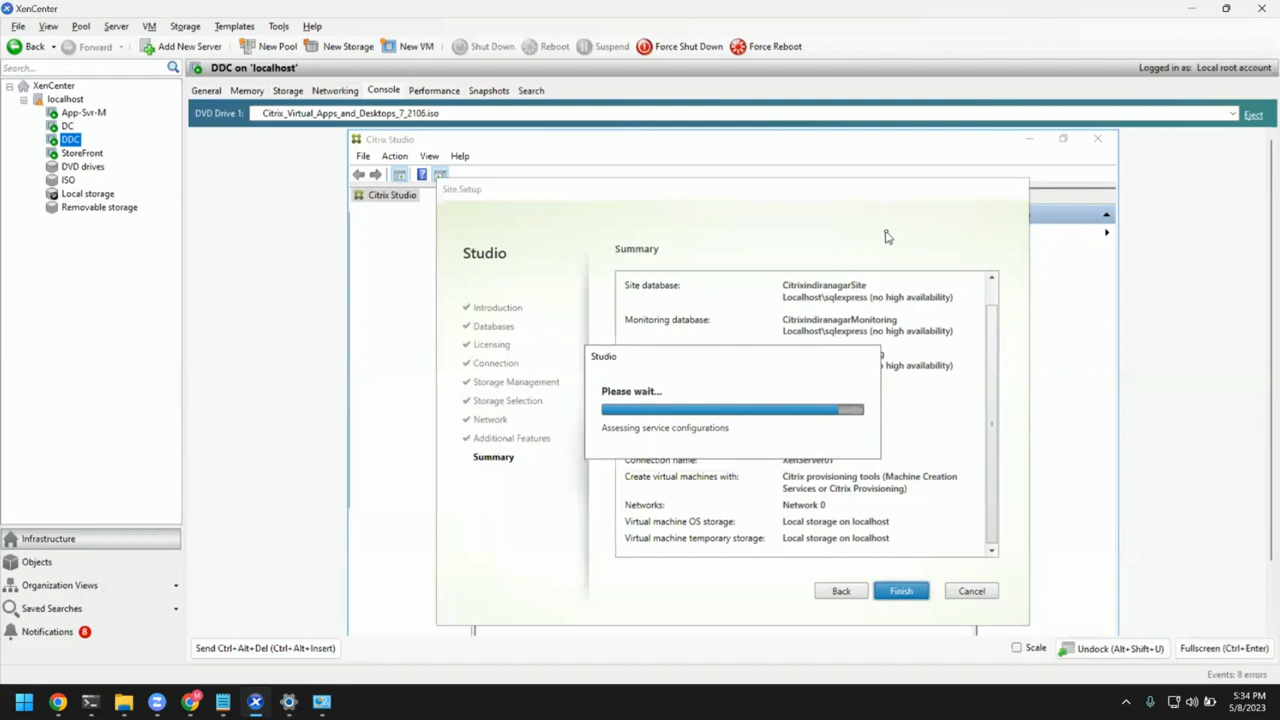 XenCenter
File View Pool Server VM Storage Templates Tools Help
Back Forward Add New Server New Pool New Storage New VM Shut Down Reboot Suspend Force Shut Down Force Reboot
Search...
DDC on 'localhost'
Logged in as: Local root account
XenCenter
localhost
App-Svr-M
DC
DDC
StoreFront
DVD drives
ISO
Local storage
Removable storage
General Memory Storage Networking Console Performance Snapshots Search
DVD Drive 1: Citrix_Virtual_Apps_and_Desktops_7_2106.iso Eject
Citrix Studio
File Action View Help
Citrix Studio
Site Setup
Studio
Introduction
Databases
Licensing
Connection
Storage Management
Storage Selection
Network
Additional Features
Summary
Summary
Site database: CitrixindiranagarSite
Localhost\sqlexpress (no high availability)
Monitoring database: CitrixindiranagarMonitoring
Localhost\sqlexpress (no high availability)
g
o high availability)
Studio
Please wait...
Assessing service configurations
Connection name: XenServer01
Create virtual machines with: Citrix provisioning tools (Machine Creation
Services or Citrix Provisioning)
Networks: Network 0
Virtual machine OS storage: Local storage on localhost
Virtual machine temporary storage: Local storage on localhost
Back Finish Cancel
Infrastructure
Objects
Organization Views
Saved Searches
Notifications 8
Send Ctrl+Alt+Del (Ctrl+Alt+Insert)
Scale Undock (Alt+Shift+U) Fullscreen (Ctrl+Enter)
Events: 8 errors
5:34 PM
5/8/2023